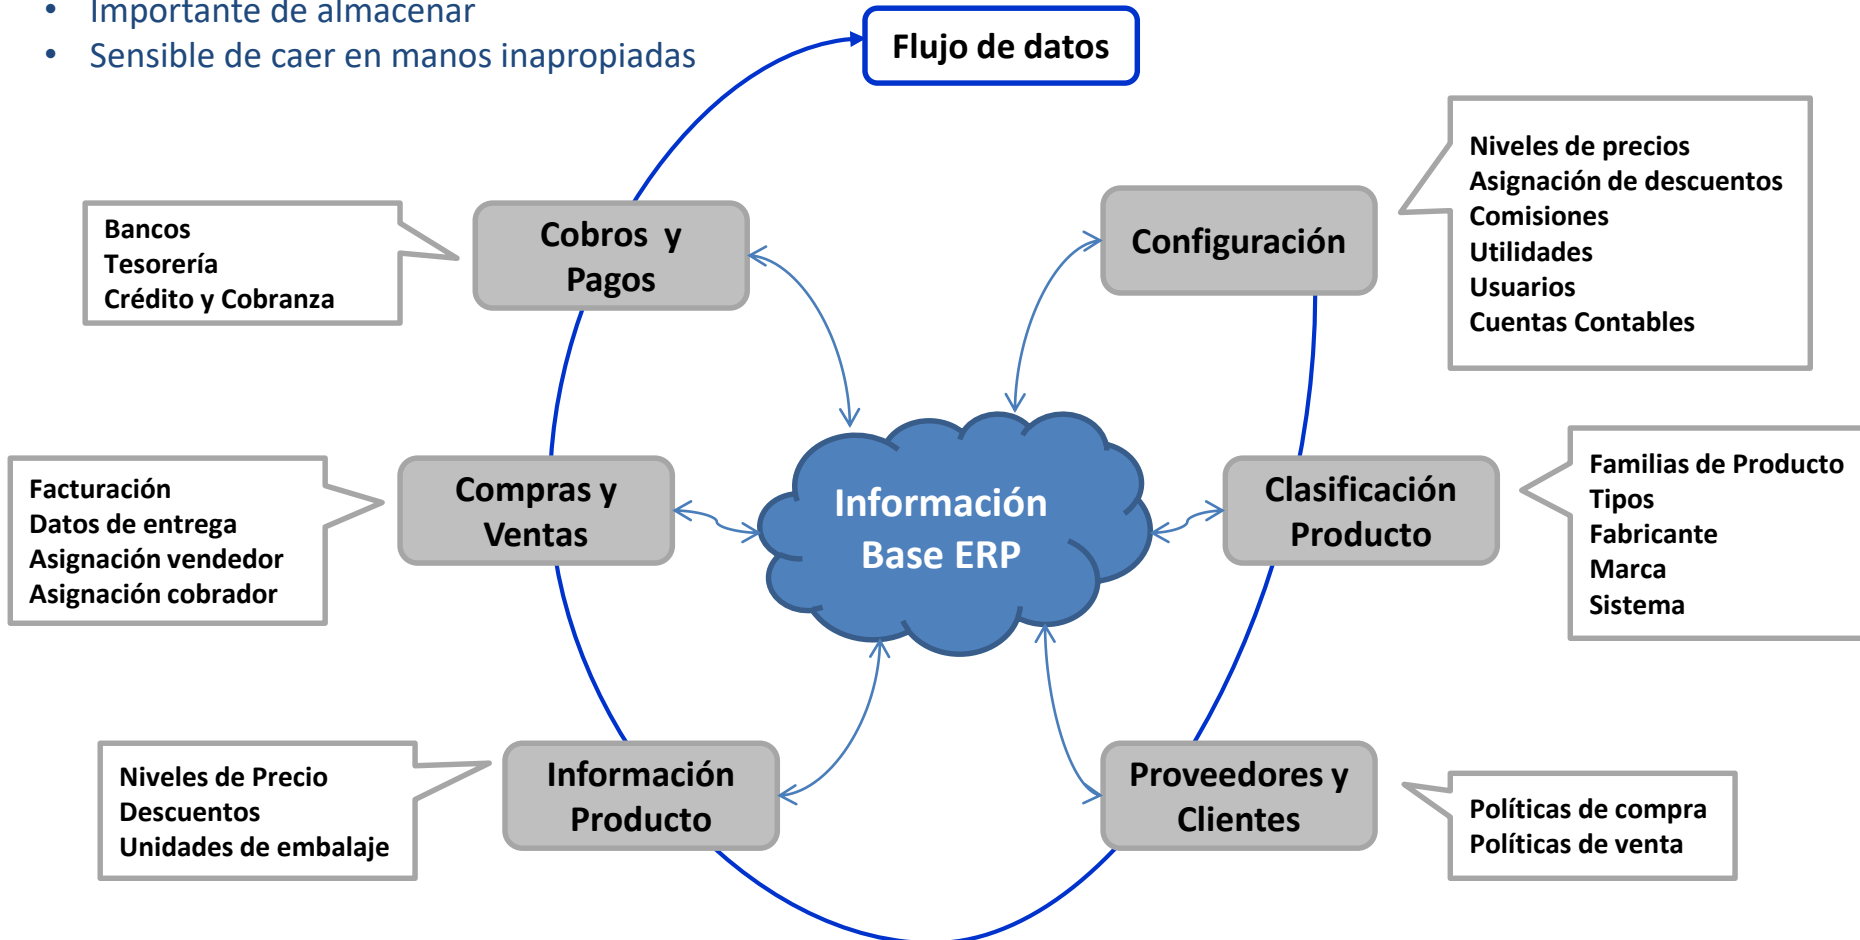 • Importante de almacenar
• Sensible de caer en manos inapropiadas
Flujo de datos
Niveles de precios
Asignación de descuentos
Comisiones
Utilidades
Usuarios
Cuentas Contables
Configuración
Cobros y
Pagos
Bancos
Tesorería
Crédito y Cobranza
Facturación
Datos de entrega
Asignación vendedor
Asignación cobrador
Compras y
Ventas
Información
Base ERP
Clasificación
Producto
Familias de Producto
Tipos
Fabricante
Marca
Sistema
Niveles de Precio
Descuentos
Unidades de embalaje
Información
Producto
Proveedores y
Clientes
Políticas de compra
Políticas de venta